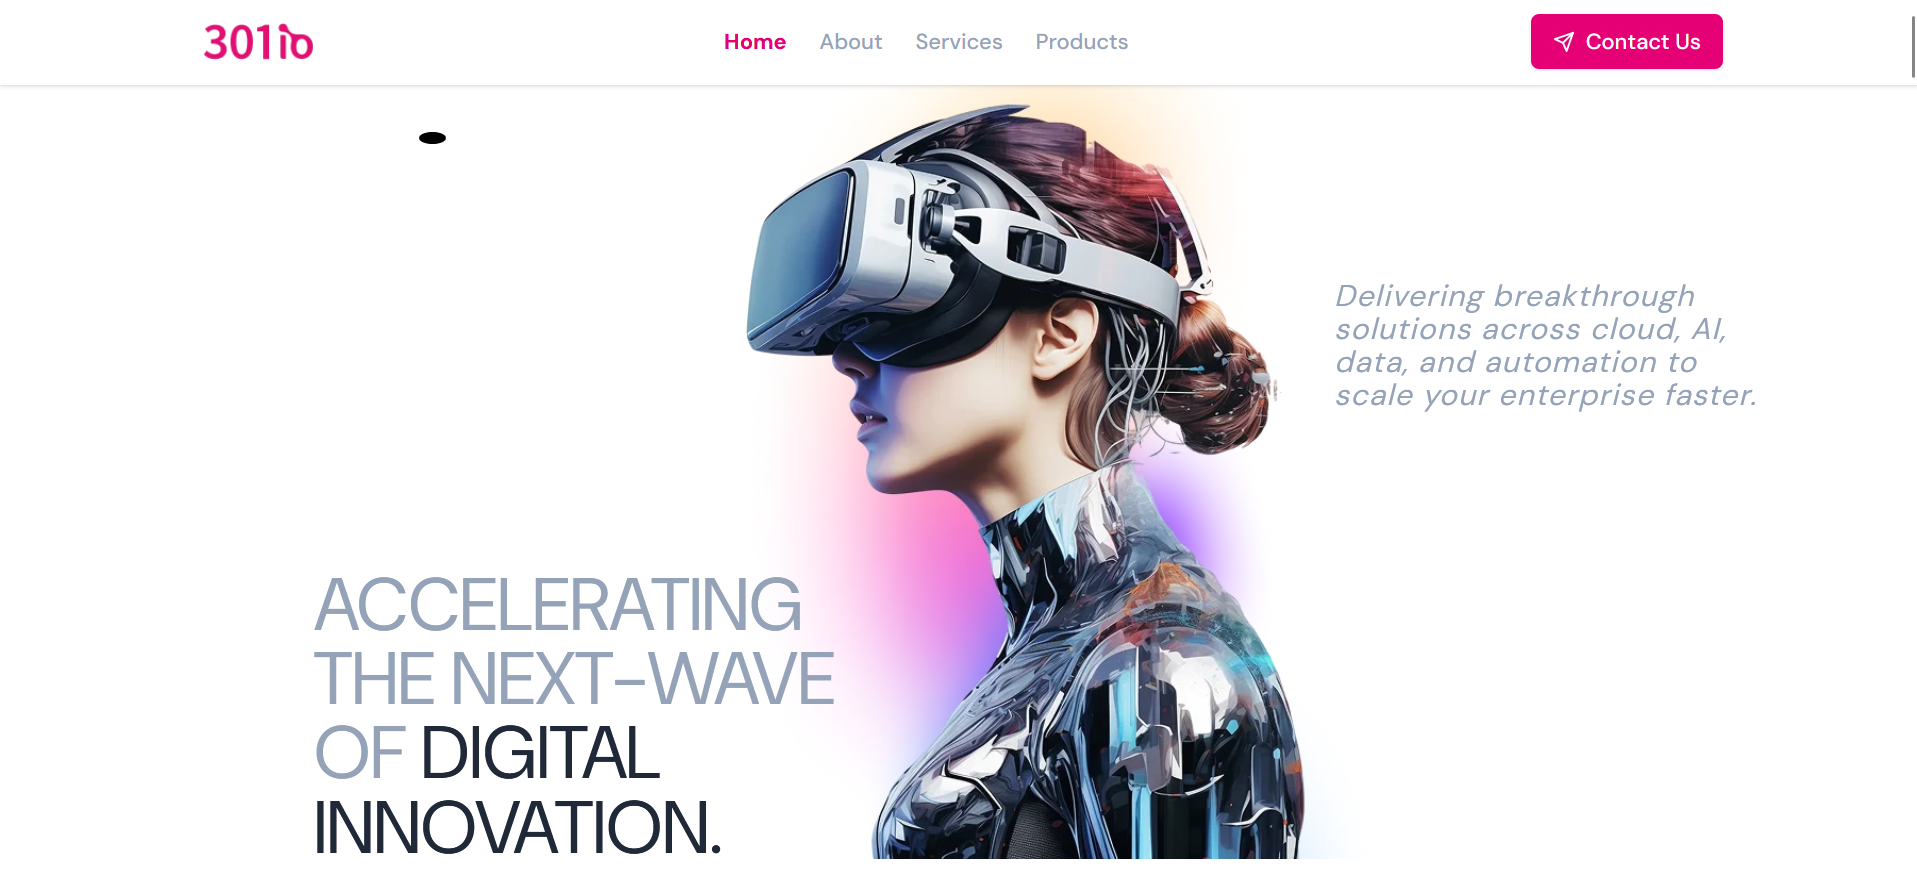 301io
Home
About
Services
Products
Contact Us
Delivering breakthrough
solutions across cloud, AI,
data, and automation to
scale your enterprise faster.
ACCELERATING
THE NEXT-WAVE
OF DIGITAL
INNOVATION.